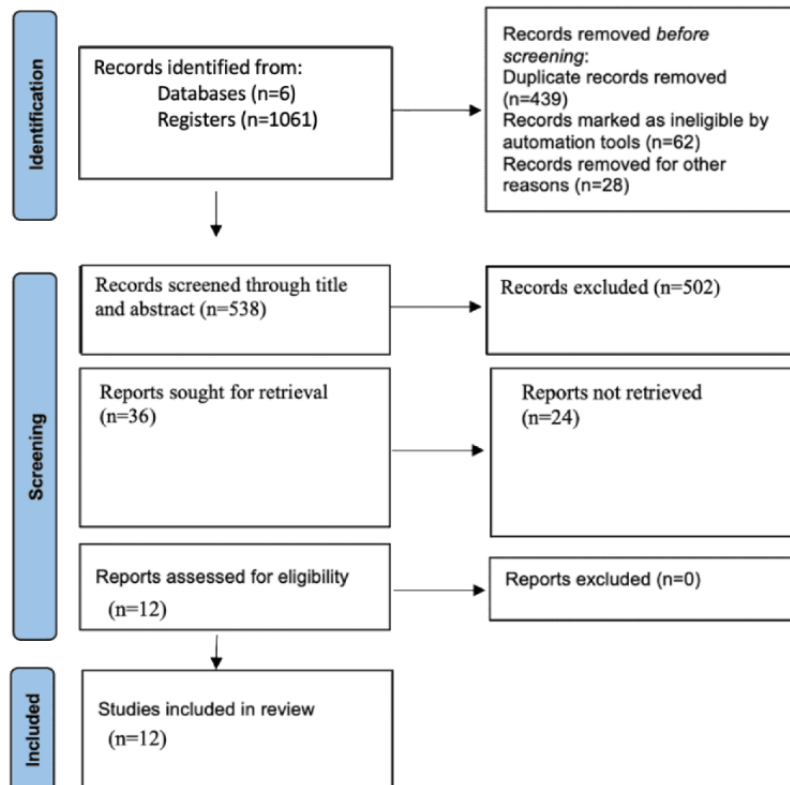 Identification
Records identified from:
Databases (n=6)
Registers (n=1061)
Records removed before
screening:
Duplicate records removed
(n=439)
Records marked as ineligible by
automation tools (n=62)
Records removed for other
reasons (n=28)
Screening
Records screened through title
and abstract (n=538)
Records excluded (n=502)
Reports sought for retrieval
(n=36)
Reports not retrieved
(n=24)
Reports assessed for eligibility
(n=12)
Reports excluded (n=0)
Included
Studies included in review
(n=12)